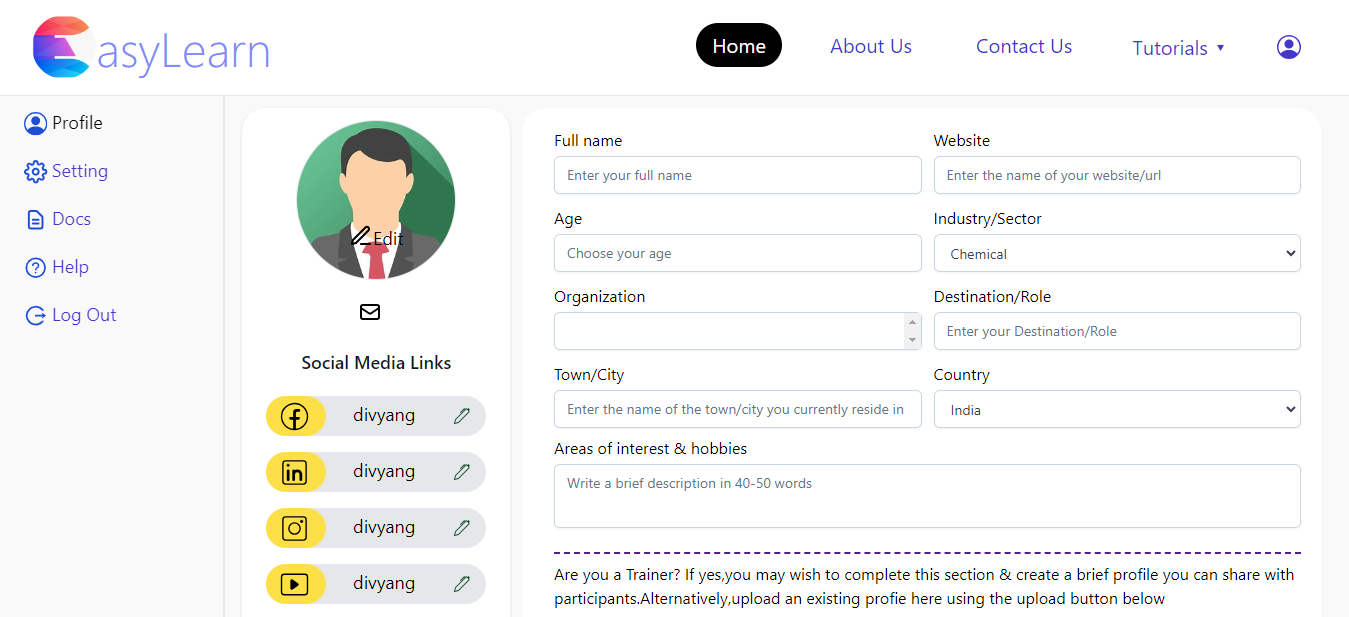 EasyLearn
Home
About Us
Contact Us
Tutorials ▾
Profile
Setting
Docs
Help
Log Out
Edit
Social Media Links
divyang
divyang
divyang
divyang
Full name
Enter your full name
Website
Enter the name of your website/url
Age
Choose your age
Industry/Sector
Chemical
Organization
Destination/Role
Enter your Destination/Role
Town/City
Enter the name of the town/city you currently reside in
Country
India
Areas of interest & hobbies
Write a brief description in 40-50 words
Are you a Trainer? If yes,you may wish to complete this section & create a brief profile you can share with
participants.Alternatively,upload an existing profie here using the upload button below